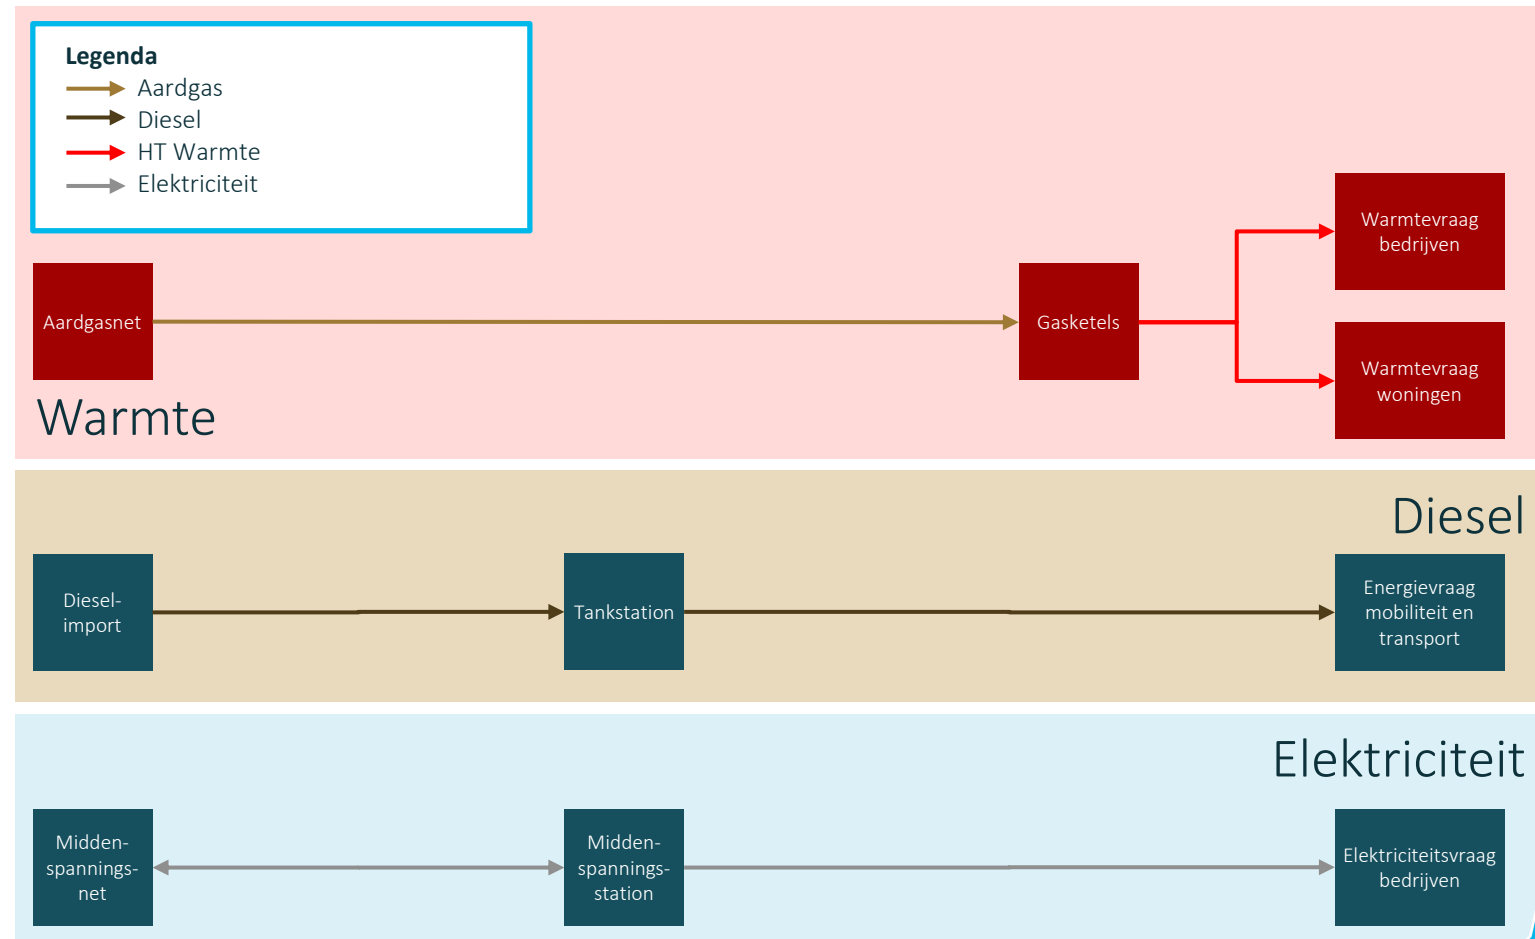 Legenda
Aardgas
Diesel
HT Warmte
Elektriciteit
Warmtevraag
bedrijven
Aardgasnet
Gasketels
Warmtevraag
woningen
Warmte
Diesel
Diesel-
import
Tankstation
Energievraag
mobiliteit en
transport
Elektriciteit
Midden-
spannings-
net
Midden-
spannings-
station
Elektriciteitsvraag
bedrijven